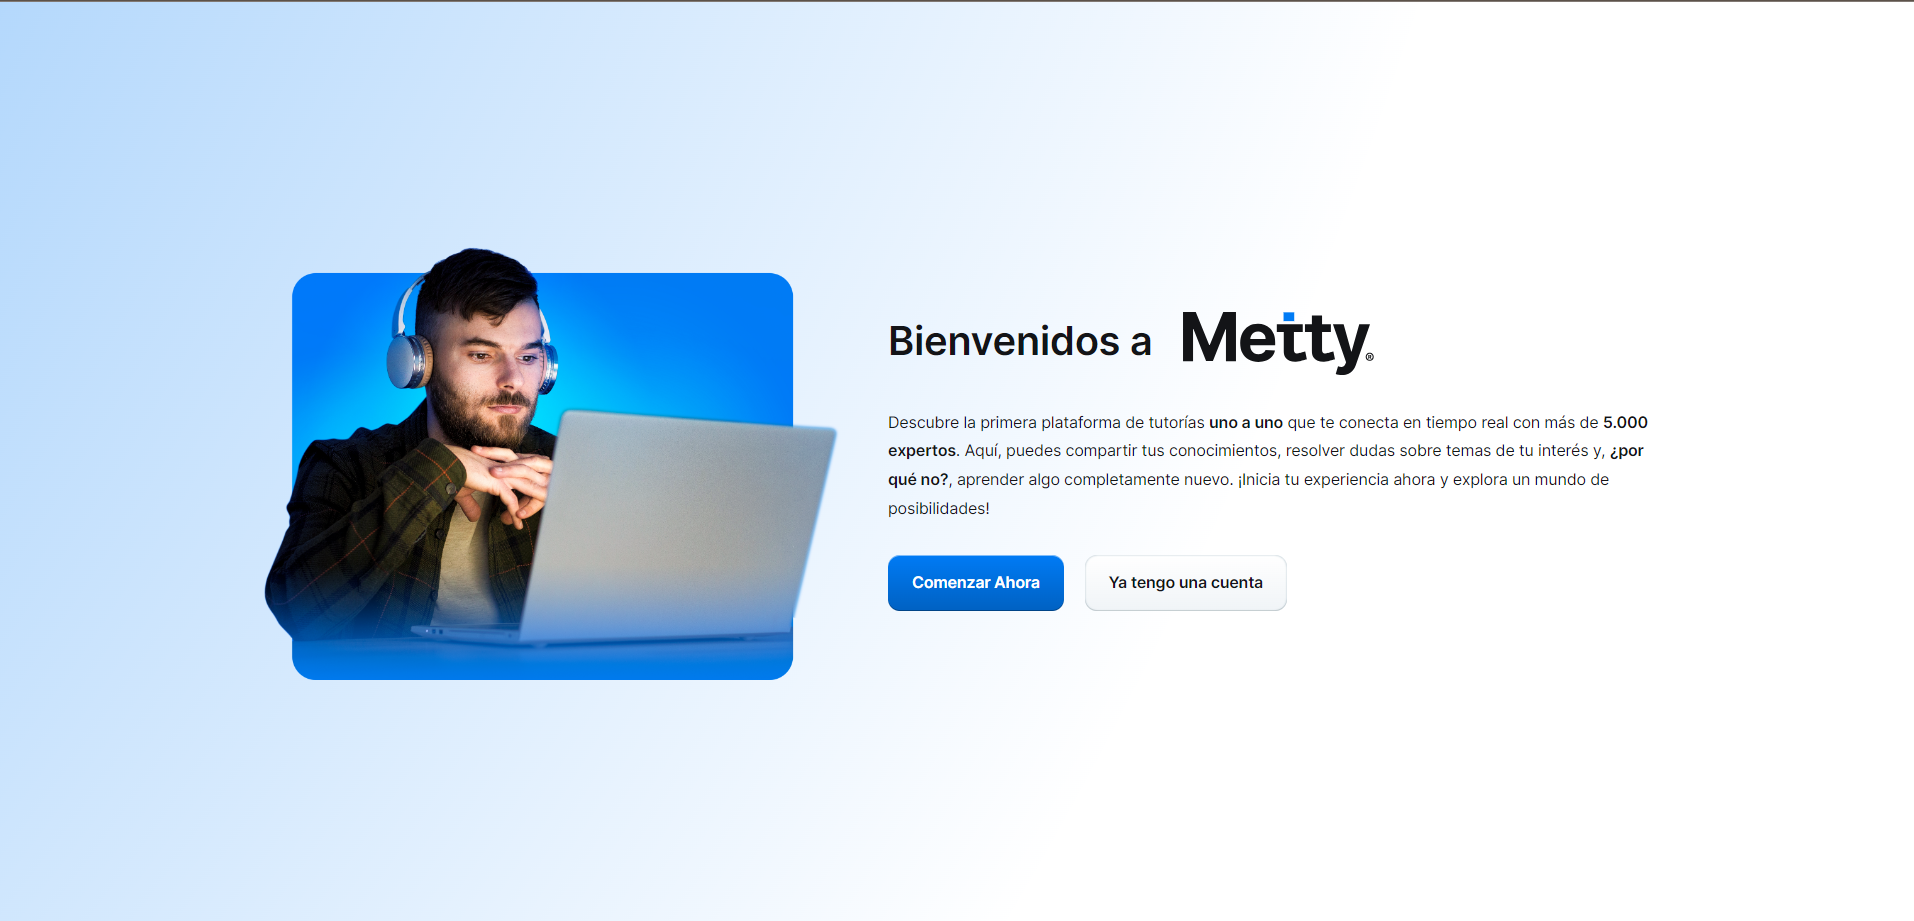 Bienvenidos a Metty®
Descubre la primera plataforma de tutorías uno a uno que te conecta en tiempo real con más de 5.000
expertos. Aquí, puedes compartir tus conocimientos, resolver dudas sobre temas de tu interés y, ¿por
qué no?, aprender algo completamente nuevo. ¡Inicia tu experiencia ahora y explora un mundo de
posibilidades!
Comenzar Ahora Ya tengo una cuenta